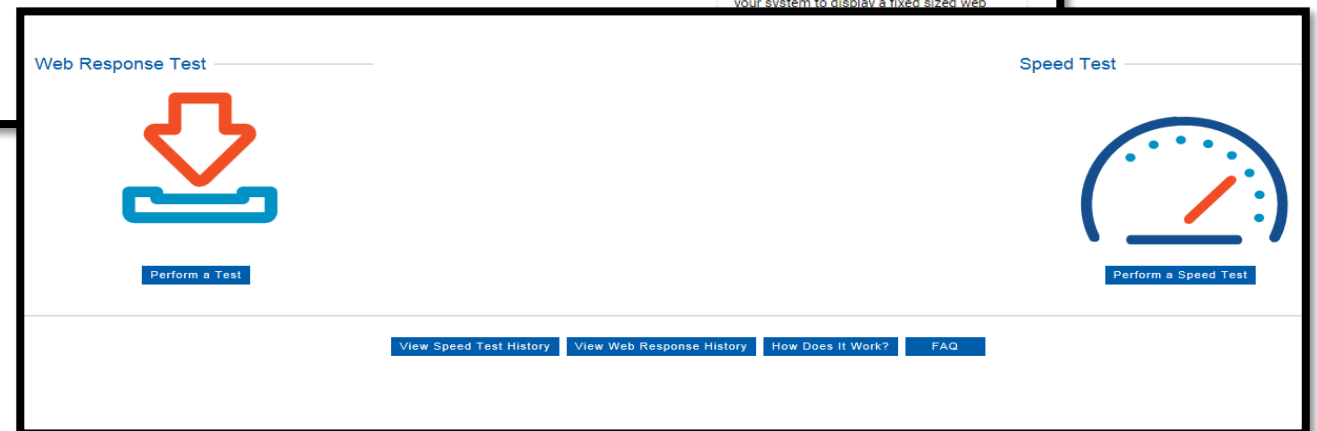 your system to display a fixed sized web
Web Response Test
Speed Test
Perform a Test
Perform a Speed Test
View Speed Test History
View Web Response History
How Does It Work?
FAQ